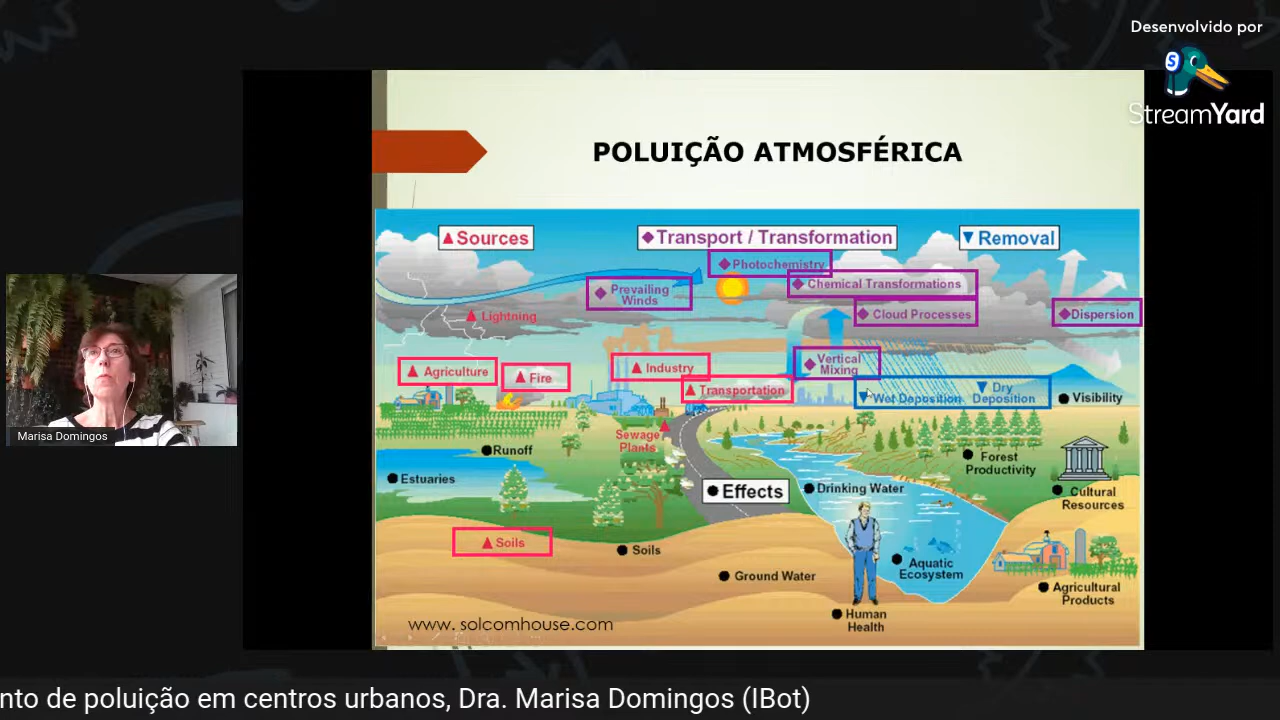 Desenvolvido por
StreamYard
POLUIÇÃO ATMOSFÉRICA
Sources
Transport / Transformation
Removal
Photochemistry
Prevailing
Winds
Chemical Transformations
Lightning
Cloud Processes
Dispersion
Agriculture
Fire
Industry
Vertical
Mixing
Transportation
Wet Deposition
Dry
Deposition
Visibility
Sewage
Plants
Runoff
Estuaries
Forest
Productivity
Effects
Drinking Water
Cultural
Resources
Soils
Soils
Ground Water
Aquatic
Ecosystem
Agricultural
Products
Human
Health
www.solcomhouse.com
Marisa Domingos
nto de poluição em centros urbanos, Dra. Marisa Domingos (IBot)